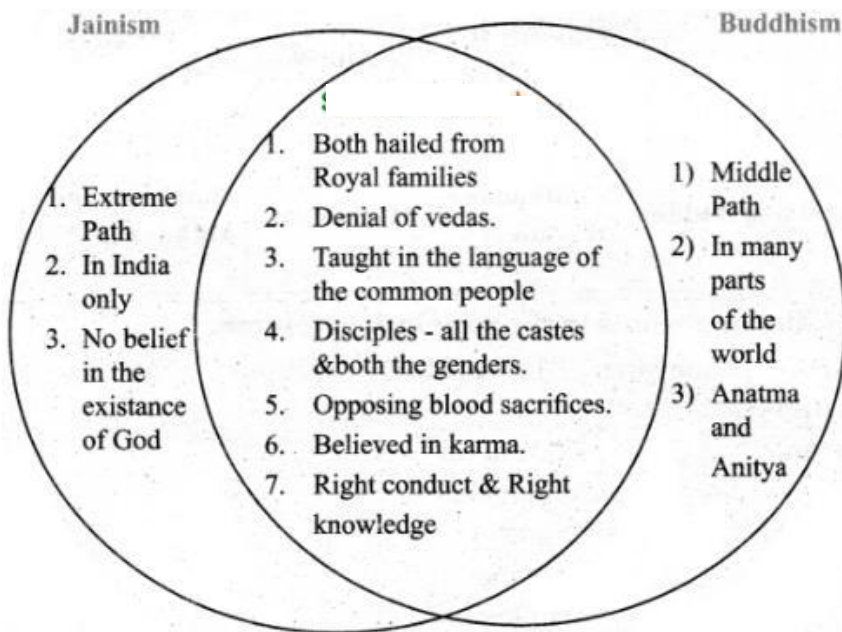 Jainism
Buddhism
1. Extreme
Path
2. In India
only
3. No belief
in the
existance
of God
1. Both hailed from
Royal families
2. Denial of vedas.
3. Taught in the language of
the common people
4. Disciples - all the castes
&both the genders.
5. Opposing blood sacrifices.
6. Believed in karma.
7. Right conduct & Right
knowledge
1) Middle
Path
2) In many
parts
of the
world
3) Anatma
and
Anitya